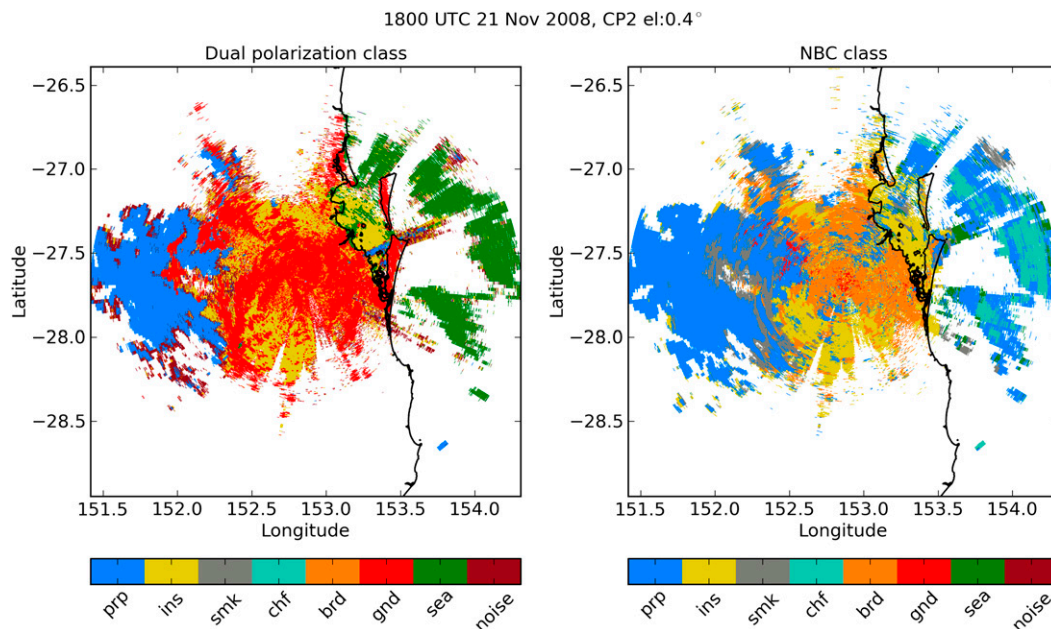 1800 UTC 21 Nov 2008, CP2 el:0.4°
Dual polarization class
−26.5
−27.0
−27.5
−28.0
−28.5
Latitude
151.5 152.0 152.5 153.0 153.5 154.0
Longitude
prp ins smk chf brd gnd sea noise
NBC class
−26.5
−27.0
−27.5
−28.0
−28.5
Latitude
151.5 152.0 152.5 153.0 153.5 154.0
Longitude
prp ins smk chf brd gnd sea noise